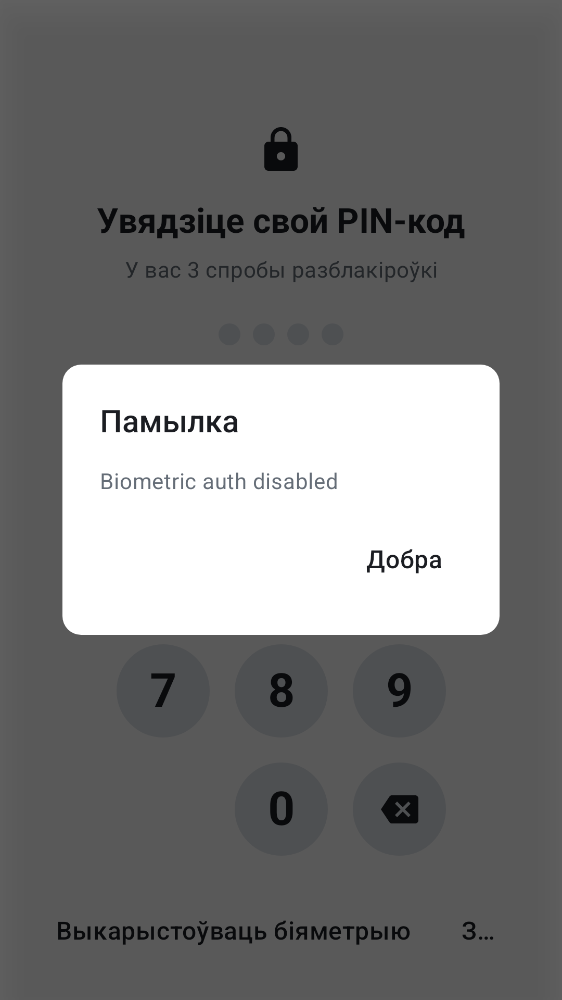 Увядзіце свой PIN-код
У вас 3 спробы разблакіроўкі
Памылка
Biometric auth disabled
Добра
7 8 9
0
Выкарыстоўваць біяметрыю З...